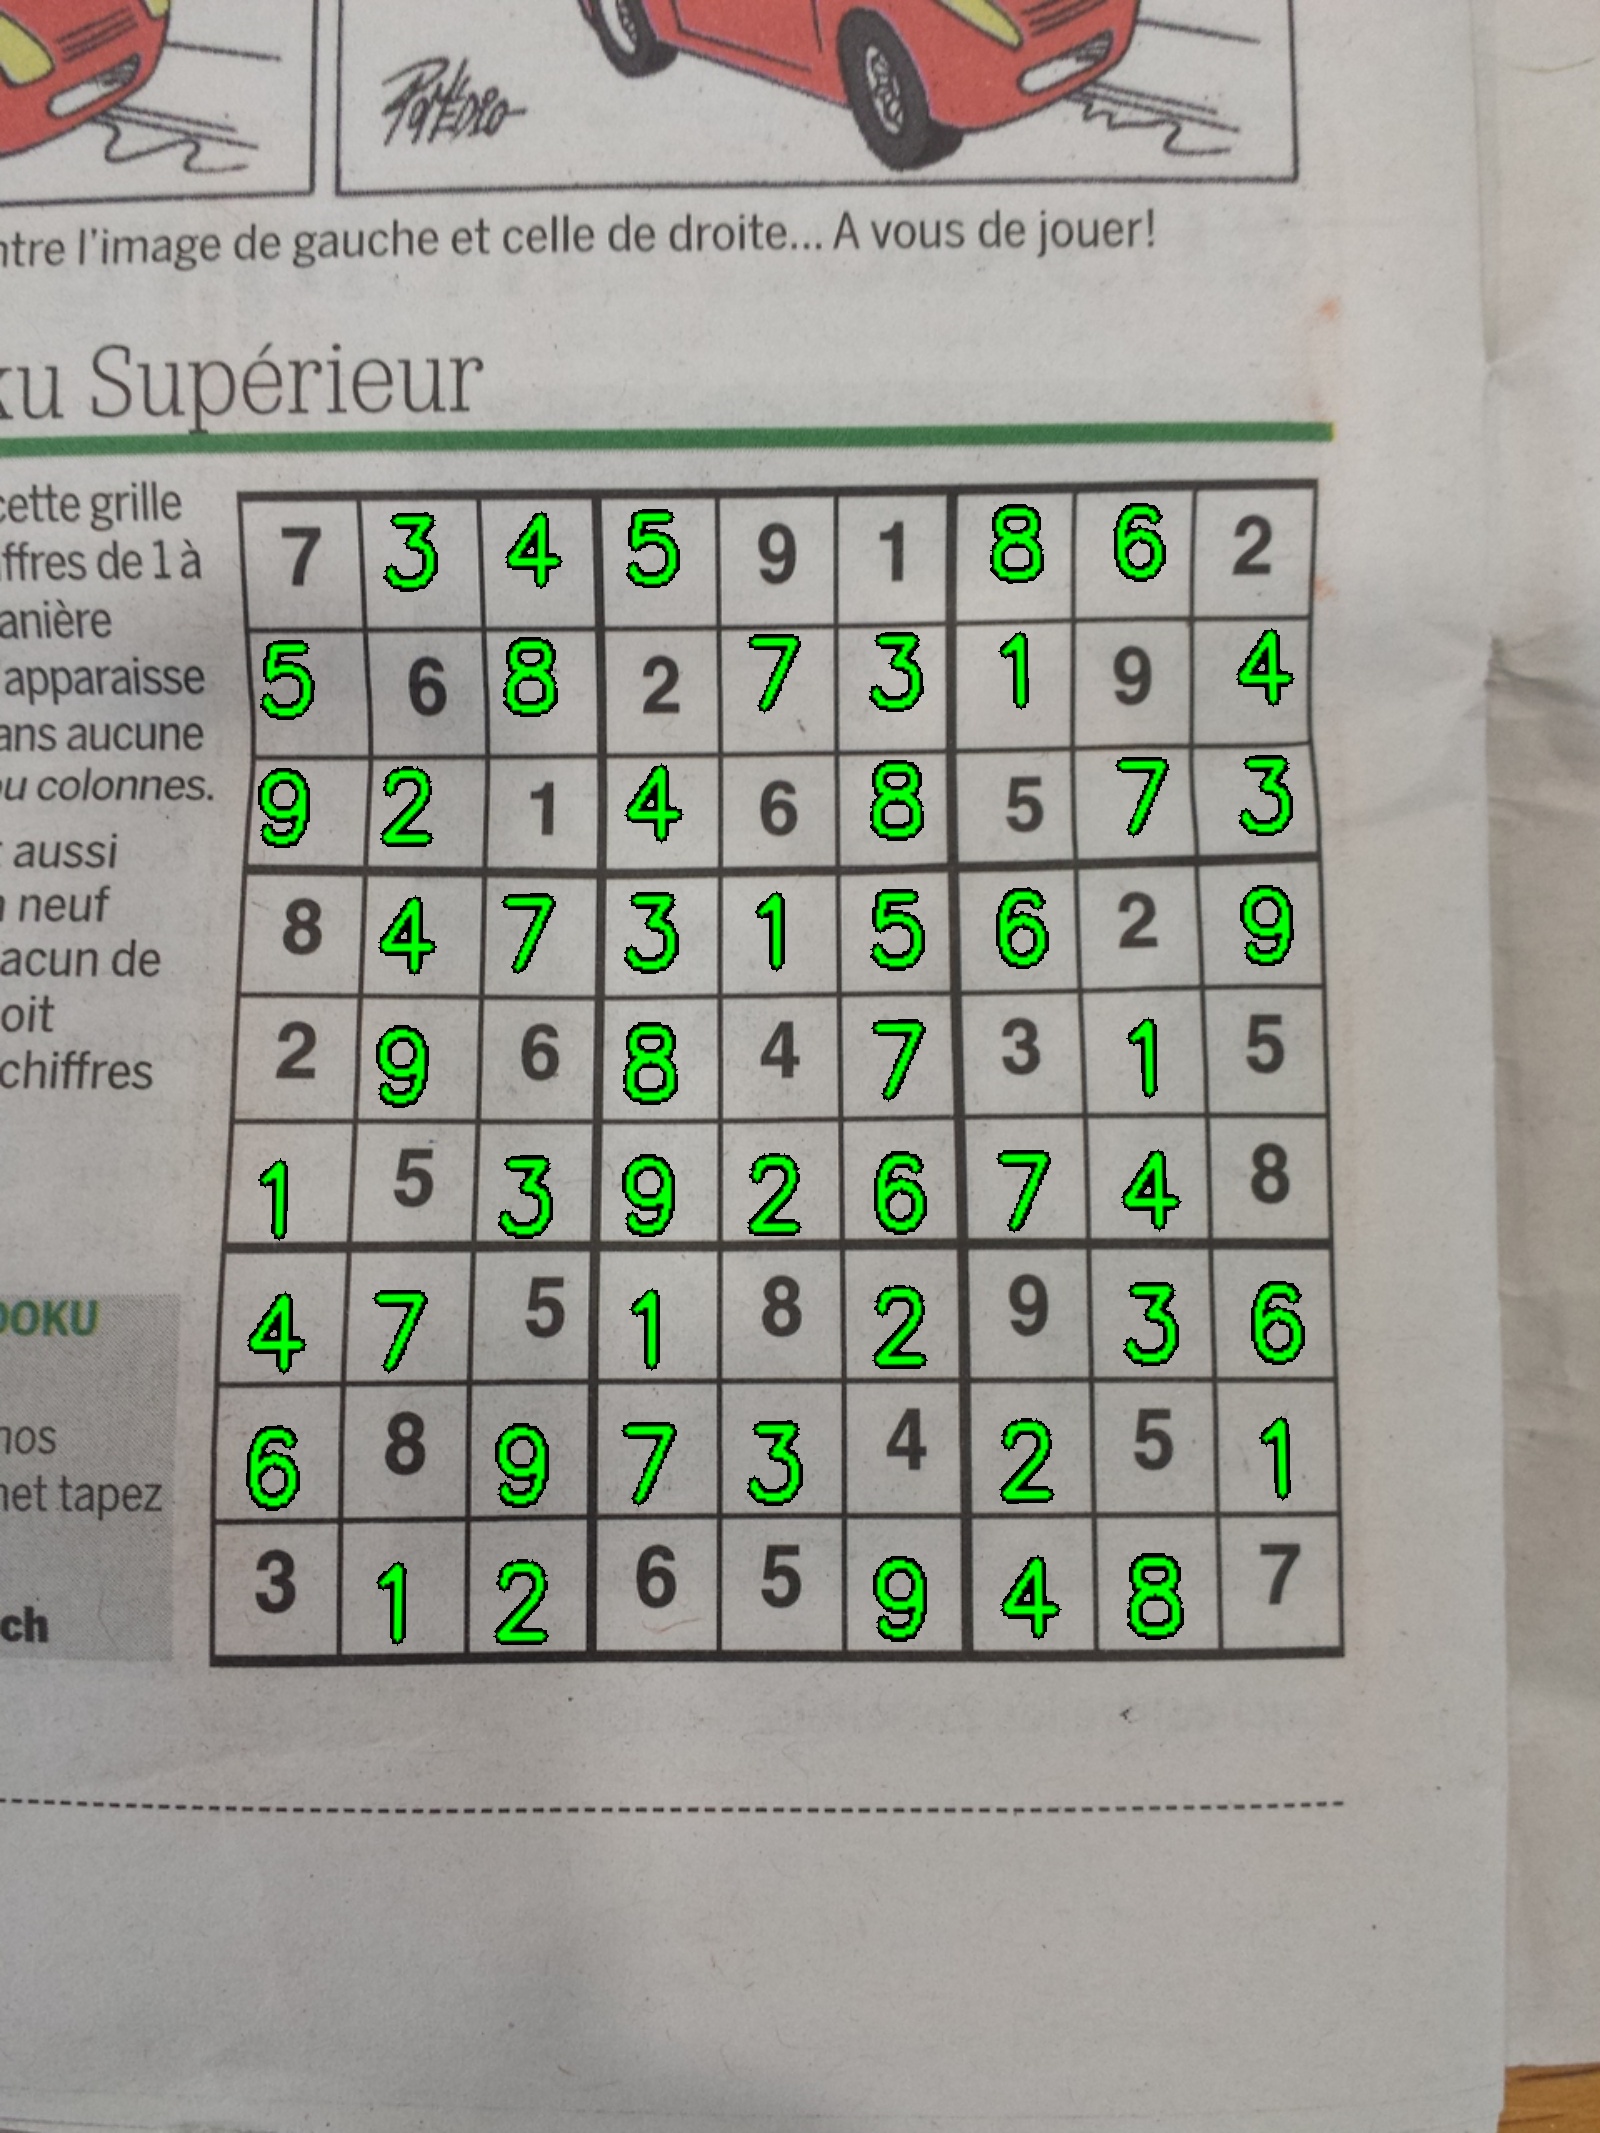 ntre l'image de gauche et celle de droite... A vous de jouer!
ku Supérieur
cette grille
iffres de 1 à
anière
apparaisse
ans aucune
ou colonnes.
aussi
neuf
acun de
oit
chiffres
DOKU
nos
net tapez
ch
7 3 4 5 9 1 8 6 2
5 6 8 2 7 3 1 9 4
9 2 1 4 6 8 5 7 3
8 4 7 3 1 5 6 2 9
2 9 6 8 4 7 3 1 5
1 5 3 9 2 6 7 4 8
4 7 5 1 8 2 9 3 6
6 8 9 7 3 4 2 5 1
3 1 2 6 5 9 4 8 7